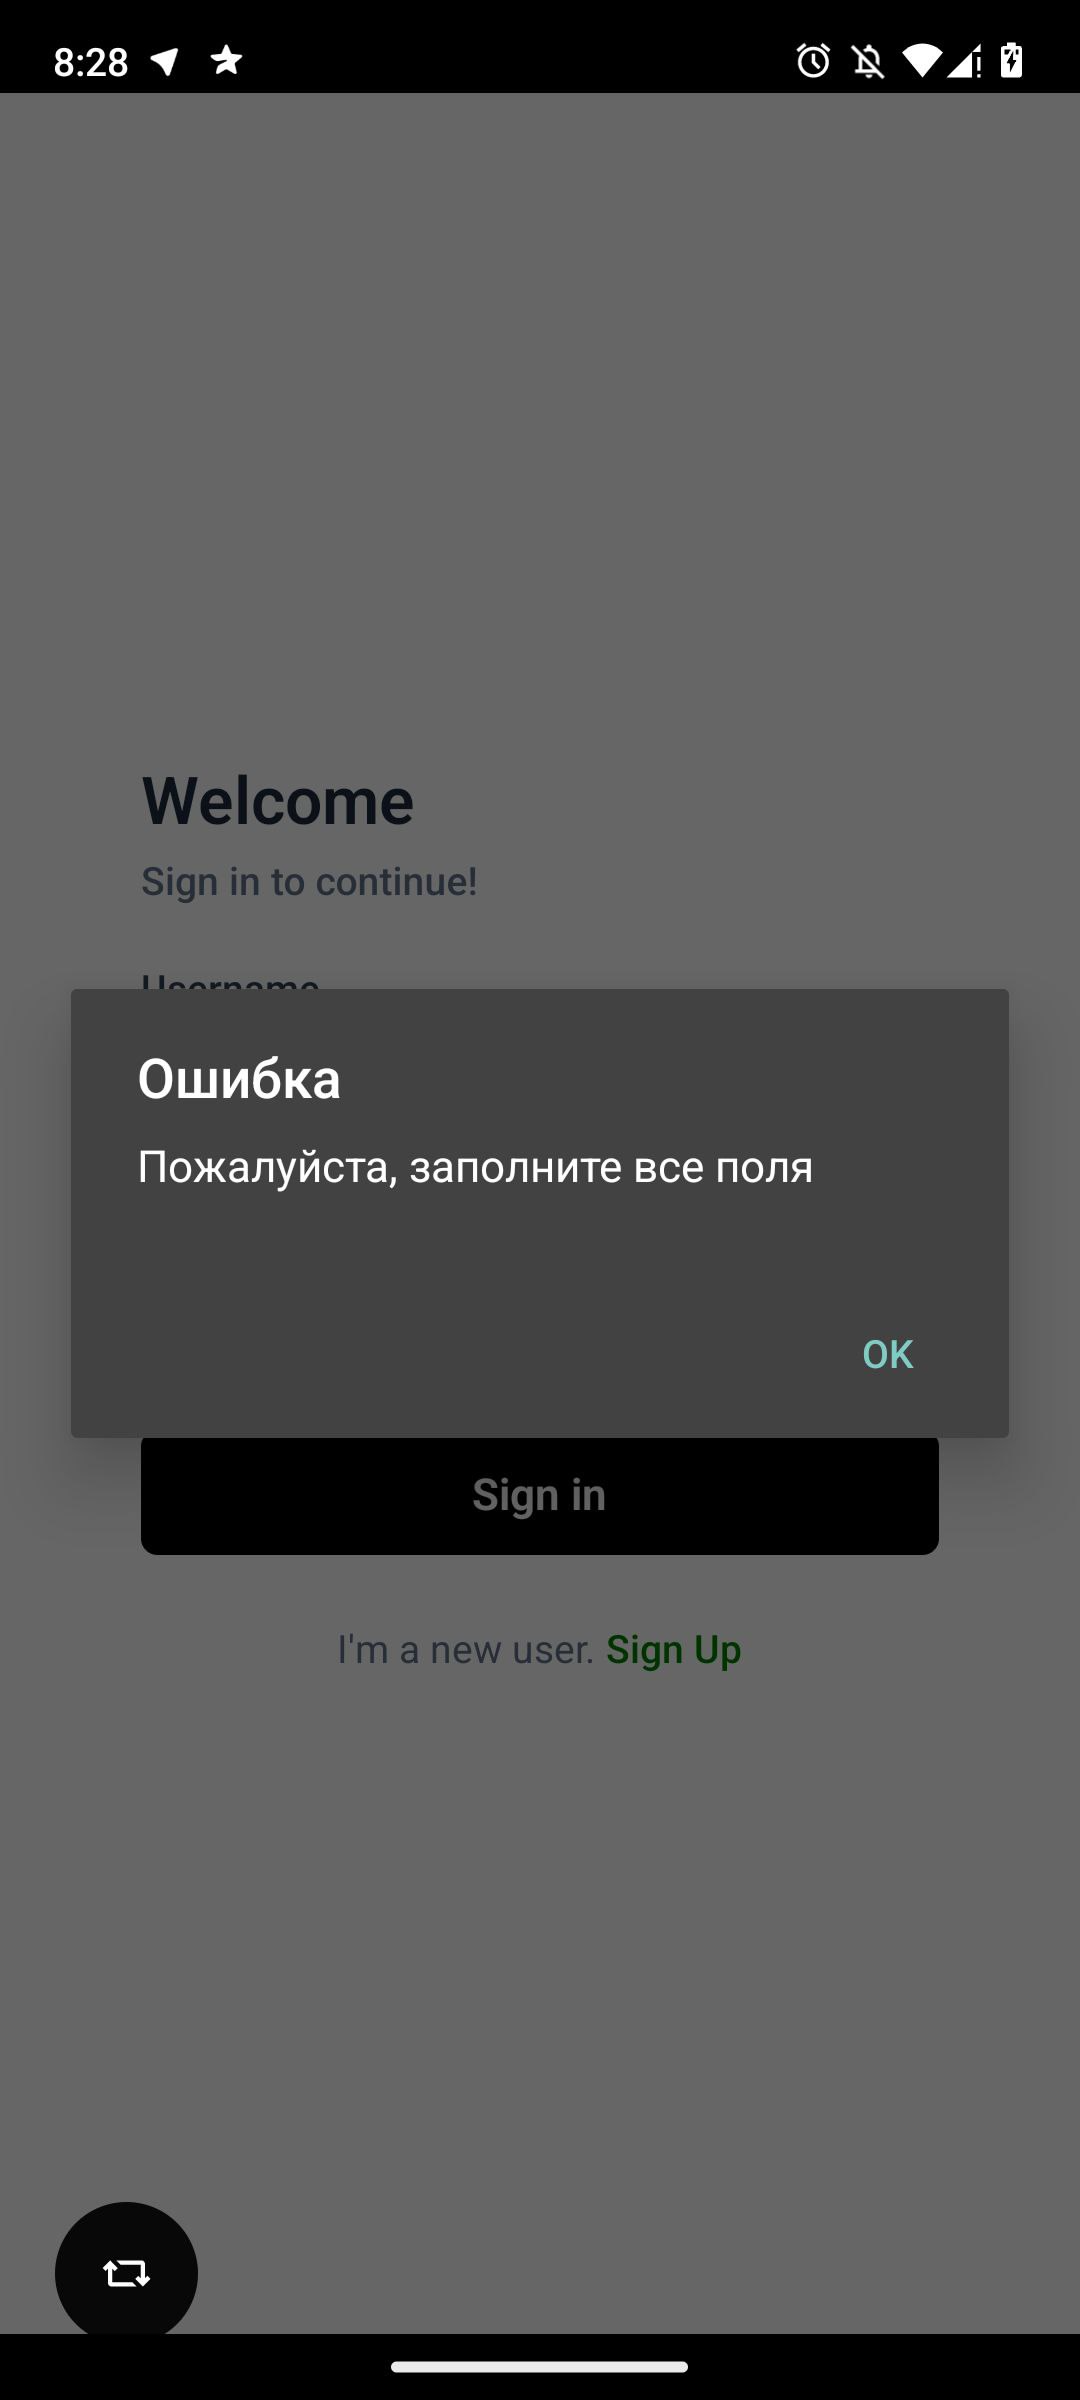 8:28
Welcome
Sign in to continue!
Username
Ошибка
Пожалуйста, заполните все поля
OK
Sign in
I'm a new user. Sign Up